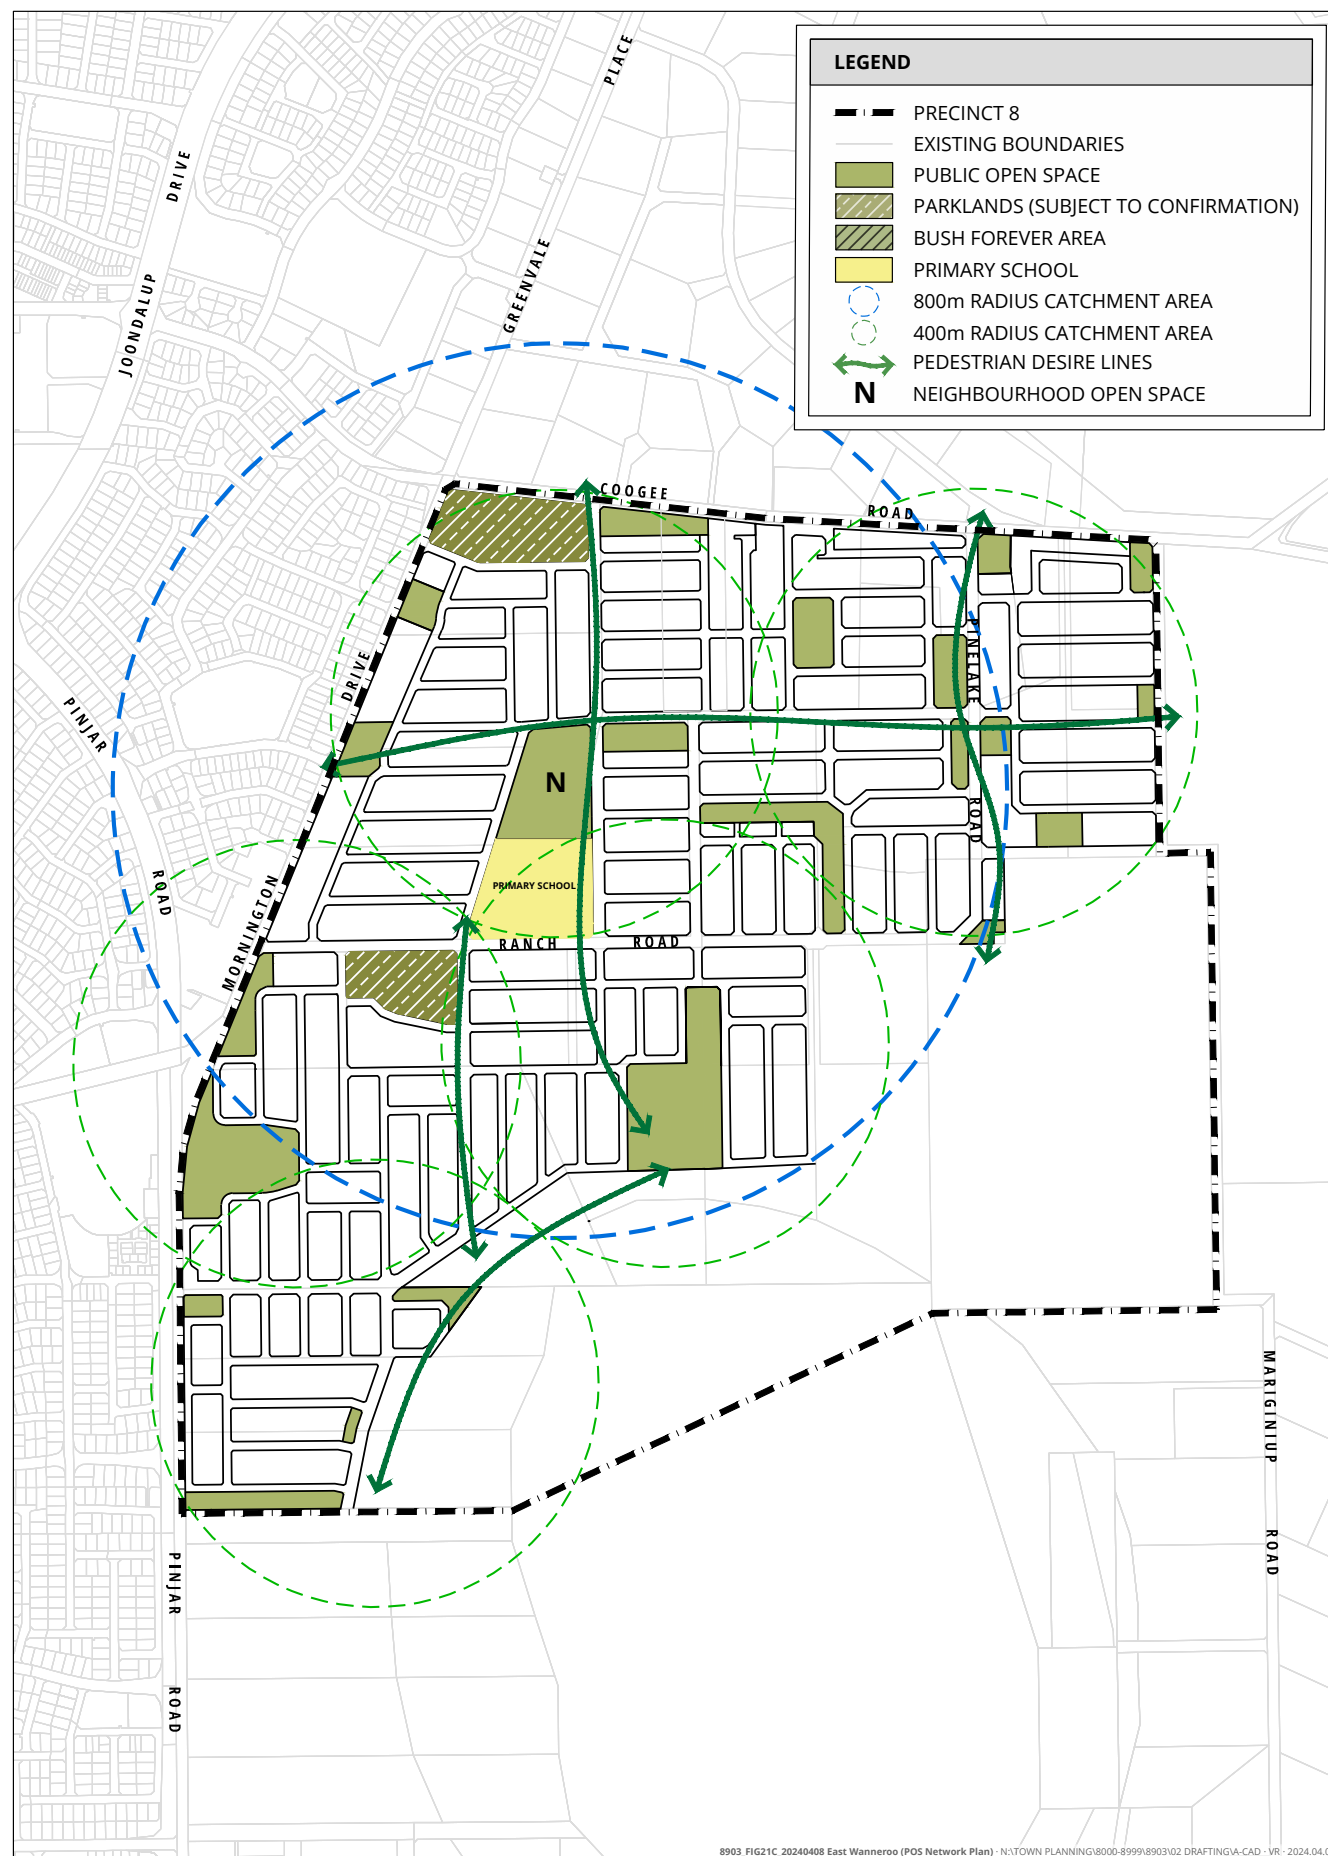 LEGEND
PRECINCT 8
EXISTING BOUNDARIES
PUBLIC OPEN SPACE
PARKLANDS (SUBJECT TO CONFIRMATION)
BUSH FOREVER AREA
PRIMARY SCHOOL
800m RADIUS CATCHMENT AREA
400m RADIUS CATCHMENT AREA
PEDESTRIAN DESIRE LINES
N NEIGHBOURHOOD OPEN SPACE
PLACE
GREENVALE
DRIVE
JOONDALUP
COOGEE
ROAD
DRIVE
MORNINGTON
PINJAR
ROAD
PINELAKE
ROAD
N
PRIMARY SCHOOL
RANCH
ROAD
MARIGINIUP
ROAD
PINJAR
ROAD
8903_FIG21C_20240408 East Wanneroo (POS Network Plan) · N:\TOWN PLANNING\8000-8999\8903\02 DRAFTING\A-CAD · VR · 2024.04.0